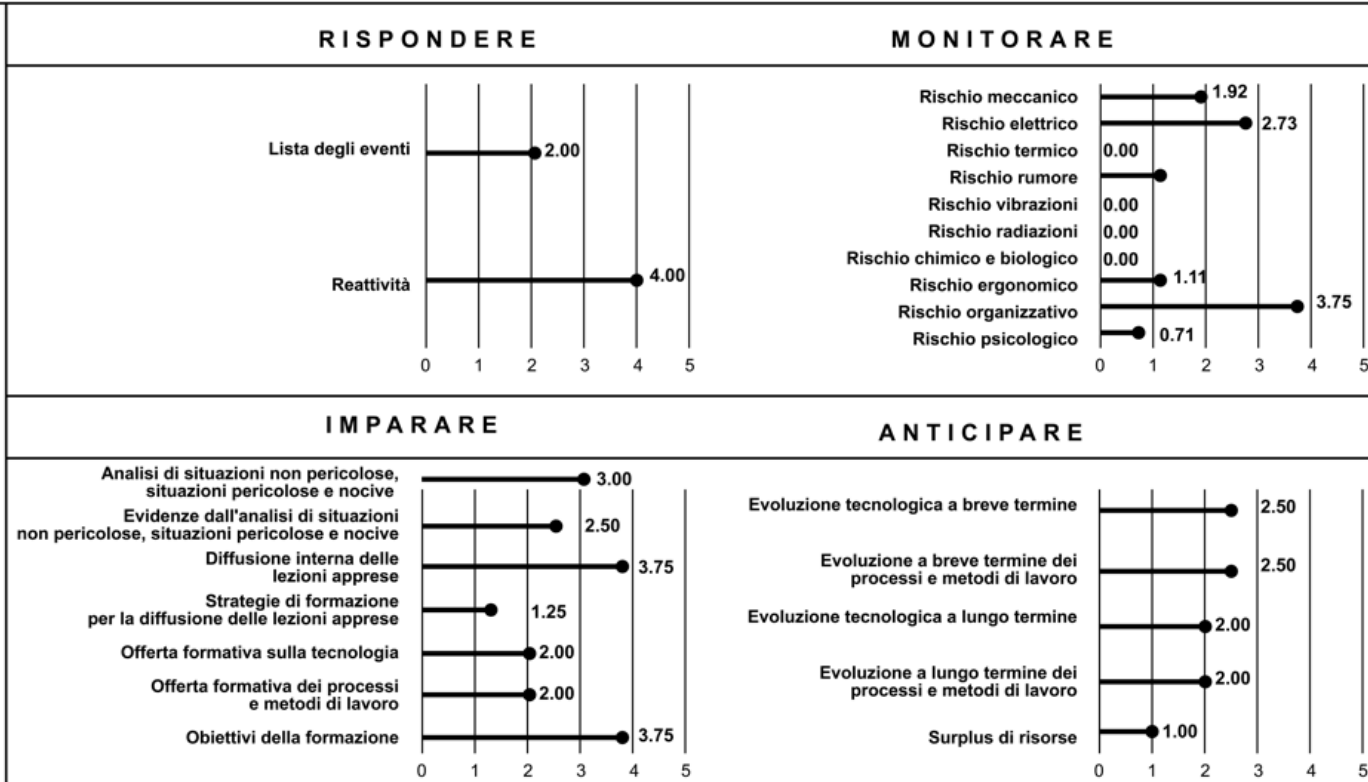 RISPONDERE
Lista degli eventi
2.00
Reattività
4.00
0 1 2 3 4 5
MONITORARE
Rischio meccanico
1.92
Rischio elettrico
2.73
Rischio termico
0.00
Rischio rumore
Rischio vibrazioni
0.00
Rischio radiazioni
0.00
Rischio chimico e biologico
0.00
Rischio ergonomico
1.11
Rischio organizzativo
3.75
Rischio psicologico
0.71
0 1 2 3 4 5
IMPARARE
Analisi di situazioni non pericolose,
situazioni pericolose e nocive
3.00
Evidenze dall'analisi di situazioni
non pericolose, situazioni pericolose e nocive
2.50
Diffusione interna delle
lezioni apprese
3.75
Strategie di formazione
per la diffusione delle lezioni apprese
1.25
Offerta formativa sulla tecnologia
2.00
Offerta formativa dei processi
e metodi di lavoro
2.00
Obiettivi della formazione
3.75
0 1 2 3 4 5
ANTICIPARE
Evoluzione tecnologica a breve termine
2.50
Evoluzione a breve termine dei
processi e metodi di lavoro
2.50
Evoluzione tecnologica a lungo termine
2.00
Evoluzione a lungo termine dei
processi e metodi di lavoro
2.00
Surplus di risorse
1.00
0 1 2 3 4 5